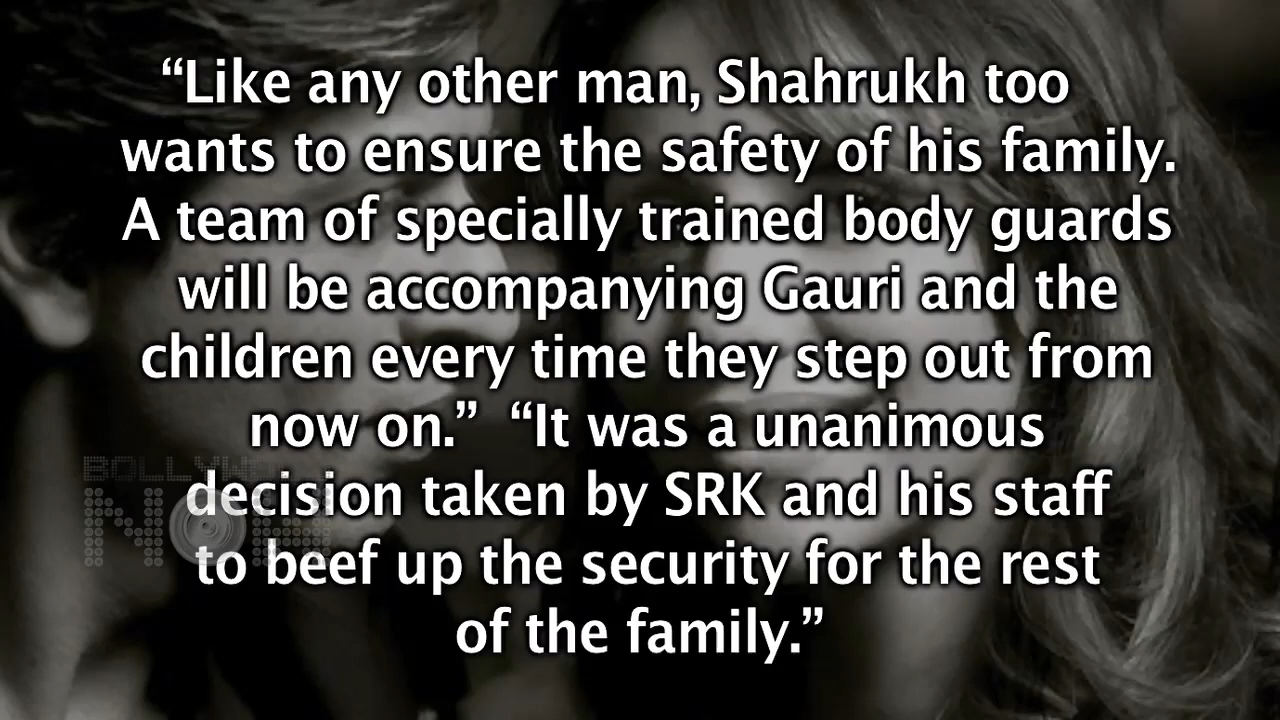 “Like any other man, Shahrukh too
wants to ensure the safety of his family.
A team of specially trained body guards
will be accompanying Gauri and the
children every time they step out from
now on.” “It was a unanimous
decision taken by SRK and his staff
to beef up the security for the rest
of the family.”
BOLLYWO
NOW